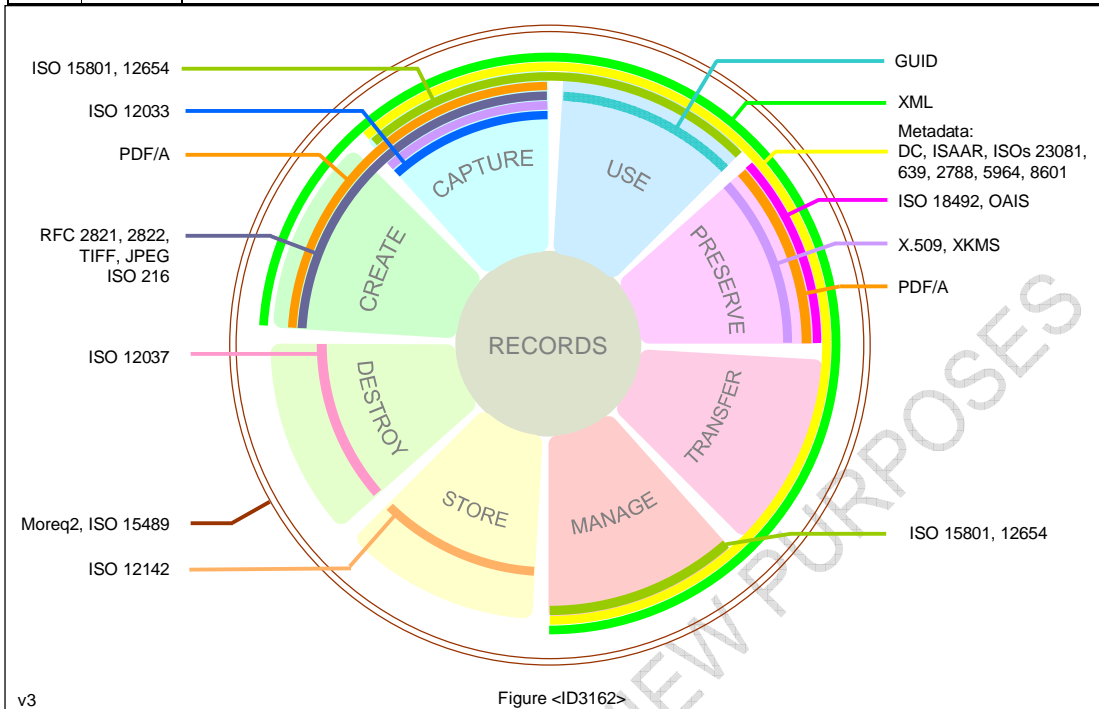 ISO 15801, 12654
ISO 12033
PDF/A
RFC 2821, 2822,
TIFF, JPEG
ISO 216
ISO 12037
Moreq2, ISO 15489
ISO 12142
GUID
XML
Metadata:
DC, ISAAR, ISOs 23081,
639, 2788, 5964, 8601
ISO 18492, OAIS
X.509, XKMS
PDF/A
ISO 15801, 12654
CAPTURE
USE
CREATE
PRESERVE
RECORDS
DESTROY
TRANSFER
STORE
MANAGE
EW PURPOSES
v3
Figure <ID3162>